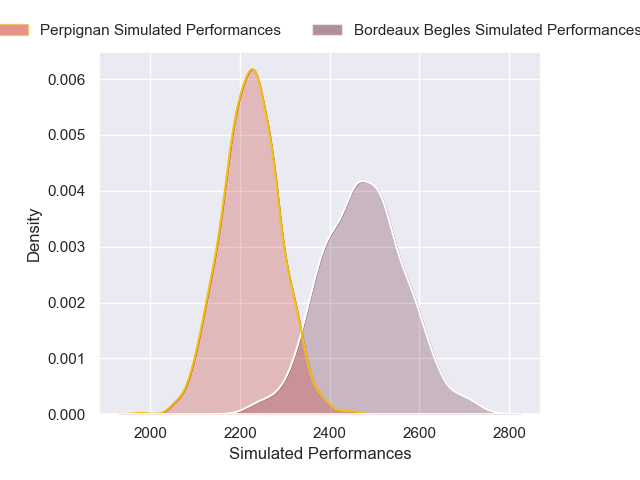 Perpignan Simulated Performances
Bordeaux Begles Simulated Performances
0.006
0.005
0.004
0.003
0.002
0.001
0.000
Density
2000 2200 2400 2600 2800
Simulated Performances